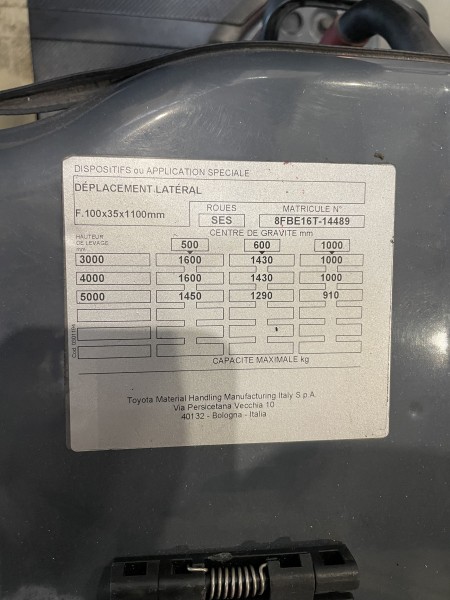 DISPOSITIFS ou APPLICATION SPECIALE
DÉPLACEMENT LATÉRAL
ROUES MATRICULE N°
F.100x35x1100mm SES 8FBE16T-14489
HAUTEUR DE LEVAGE mm
CENTRE DE GRAVITE mm
500 600 1000
3000 1600 1430 1000
4000 1600 1430 1000
5000 1450 1290 910
CAPACITE MAXIMALE kg
Toyota Material Handling Manufacturing Italy S.p.A.
Via Persicetana Vecchia 10
40132 - Bologna - Italia